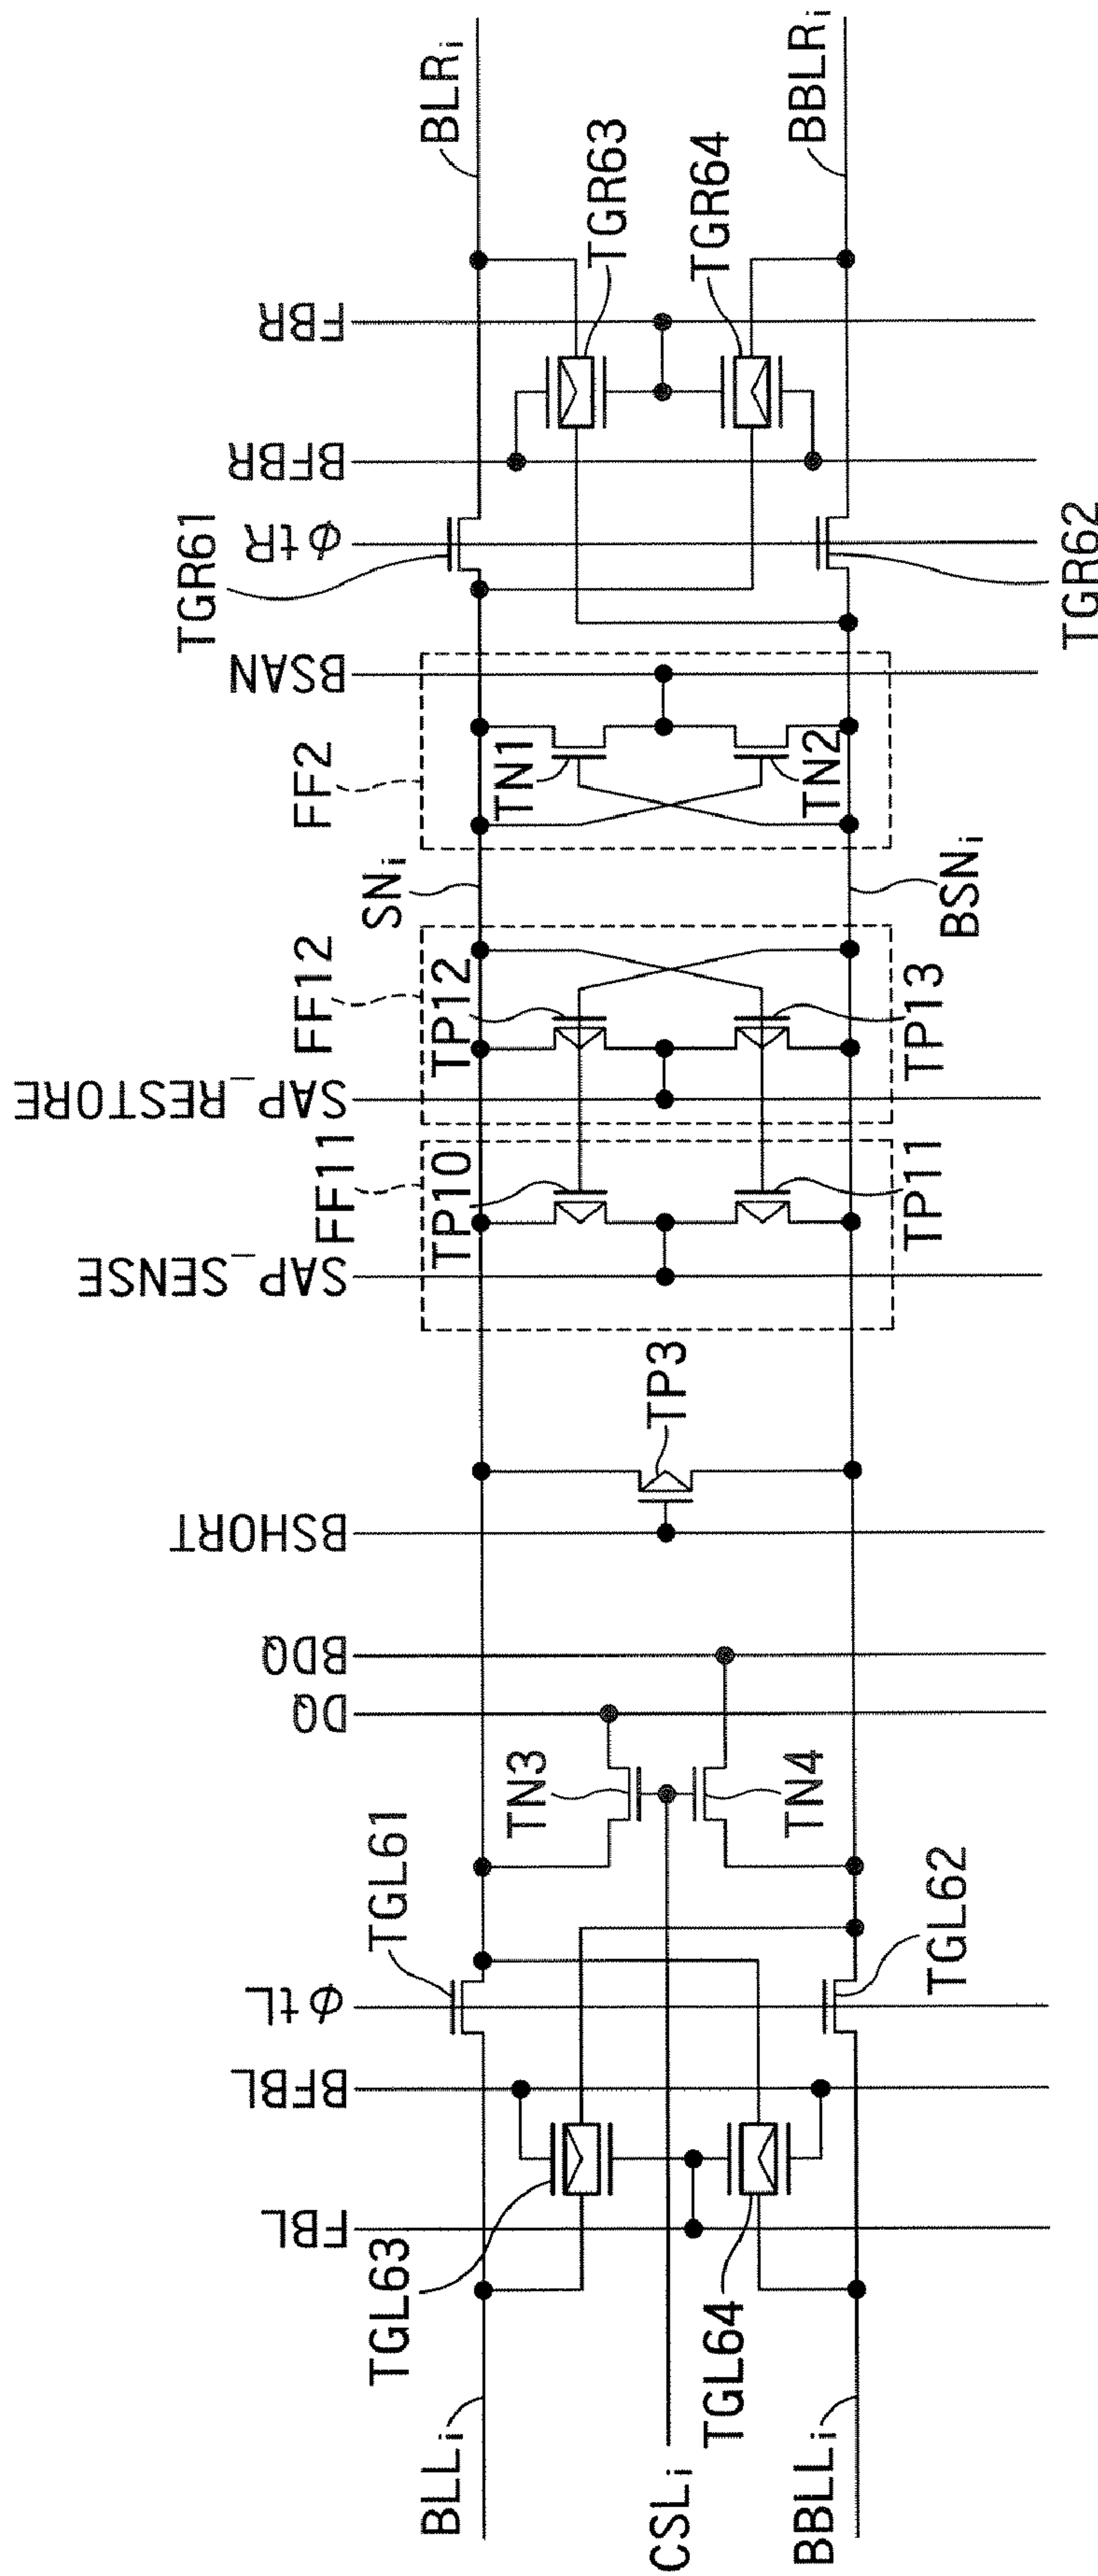 BLLi
TGL63
FBL
BFBL
φtL
TGL61
TN3
DQ
BDQ
BSHORT
TP3
SAP_SENSE
FF11
TP10
SAP_RESTORE
FF12
TP12
SNi
FF2
TN1
BSAN
TGR61
φtR
BFBR
FBR
BLRi
TGR63
TGR64
BBLRi
CSLi
TGL64
BBLLi
TGL62
TN4
TP11
TP13
BSNi
TN2
TGR62